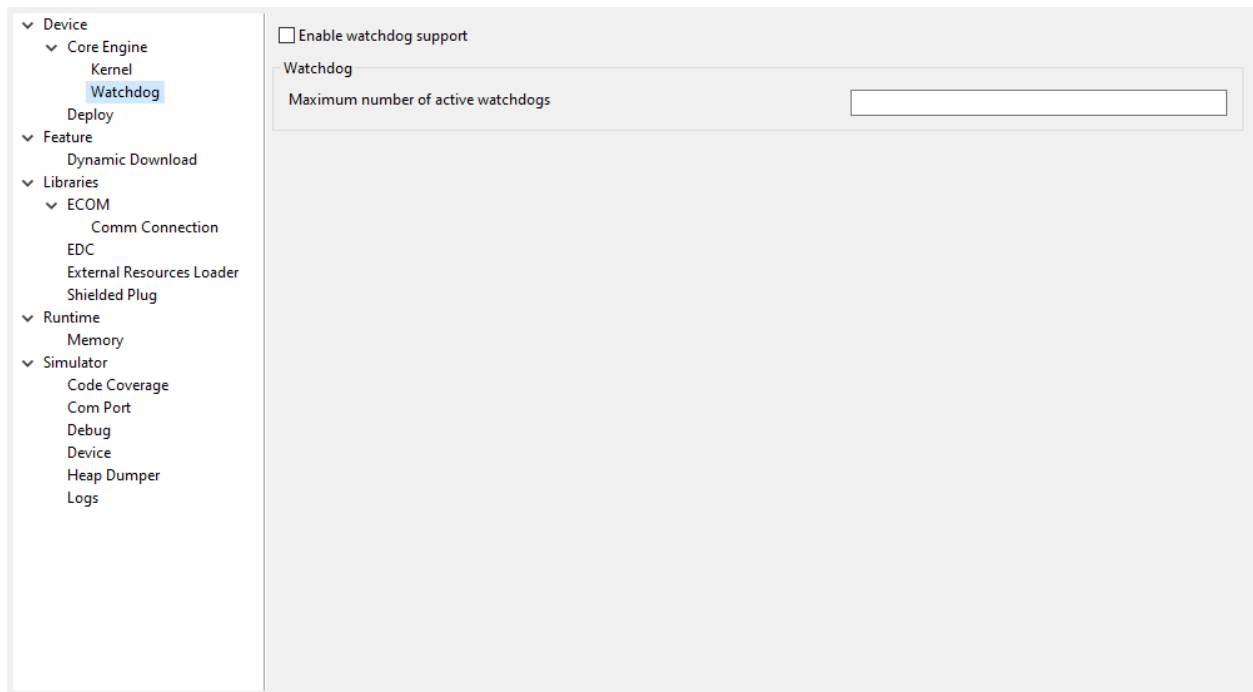 Device
Core Engine
Kernel
Watchdog
Deploy
Feature
Dynamic Download
Libraries
ECOM
Comm Connection
EDC
External Resources Loader
Shielded Plug
Runtime
Memory
Simulator
Code Coverage
Com Port
Debug
Device
Heap Dumper
Logs
Enable watchdog support
Watchdog
Maximum number of active watchdogs